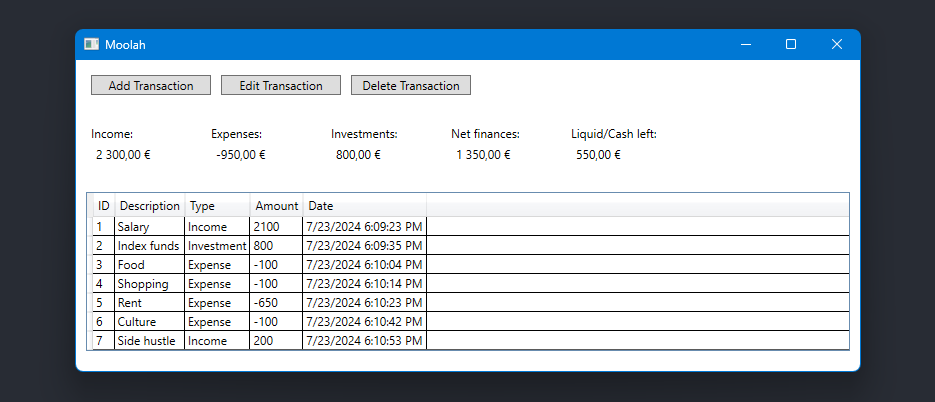 Moolah
Add Transaction Edit Transaction Delete Transaction
Income: Expenses: Investments: Net finances: Liquid/Cash left:
2 300,00 € -950,00 € 800,00 € 1 350,00 € 550,00 €
ID Description Type Amount Date
1 Salary Income 2100 7/23/2024 6:09:23 PM
2 Index funds Investment 800 7/23/2024 6:09:35 PM
3 Food Expense -100 7/23/2024 6:10:04 PM
4 Shopping Expense -100 7/23/2024 6:10:14 PM
5 Rent Expense -650 7/23/2024 6:10:23 PM
6 Culture Expense -100 7/23/2024 6:10:42 PM
7 Side hustle Income 200 7/23/2024 6:10:53 PM